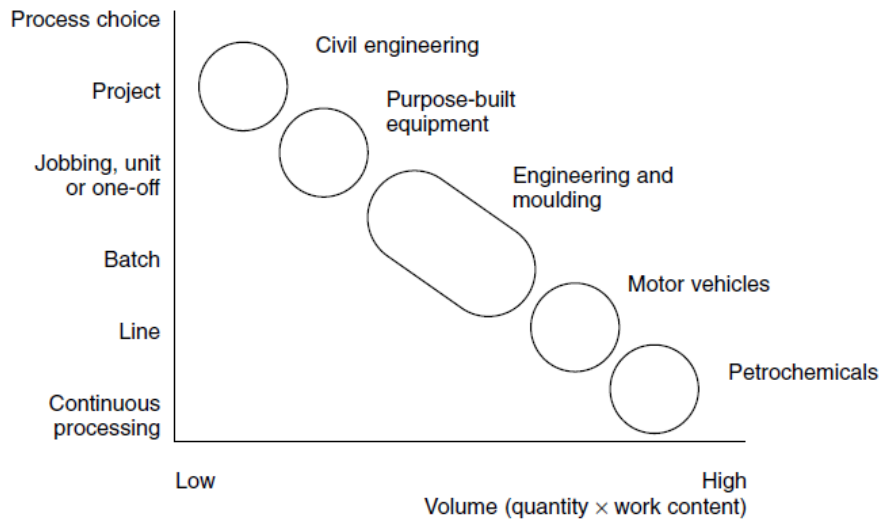 Process choice
Civil engineering
Project
Purpose-built
equipment
Jobbing, unit
or one-off
Engineering and
moulding
Batch
Motor vehicles
Line
Petrochemicals
Continuous
processing
Low
High
Volume (quantity × work content)